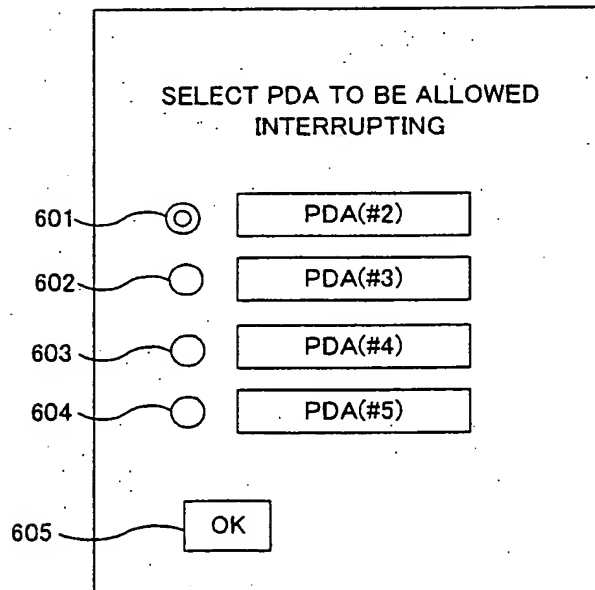 SELECT PDA TO BE ALLOWED
INTERRUPTING
601 PDA(#2)
602 PDA(#3)
603 PDA(#4)
604 PDA(#5)
605 OK